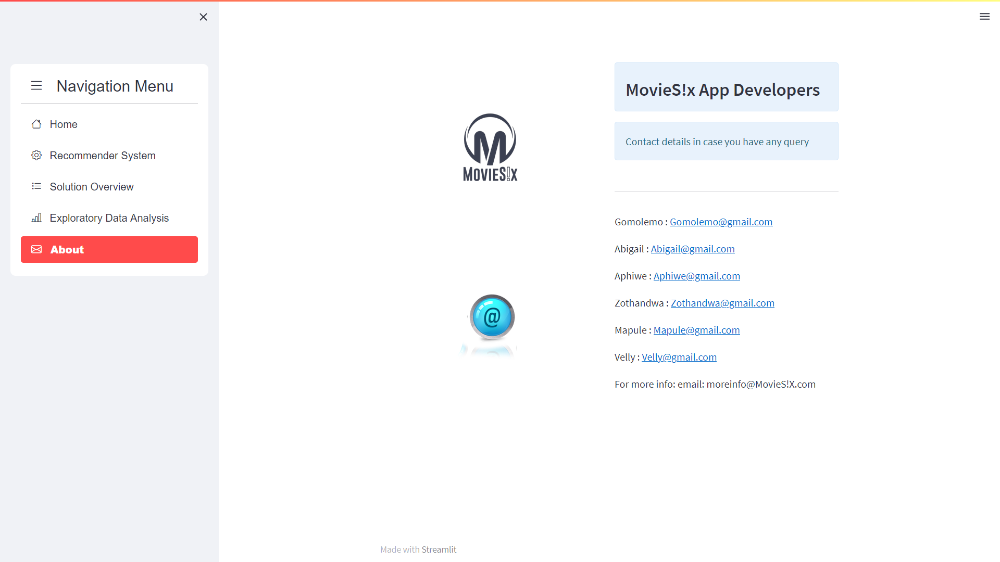 Navigation Menu
Home
Recommender System
Solution Overview
Exploratory Data Analysis
About
MOVIES!X
@
MovieS!x App Developers
Contact details in case you have any query
Gomolemo : Gomolemo@gmail.com
Abigail : Abigail@gmail.com
Aphiwe : Aphiwe@gmail.com
Zothandwa : Zothandwa@gmail.com
Mapule : Mapule@gmail.com
Velly : Velly@gmail.com
For more info: email: moreinfo@MovieS!X.com
Made with Streamlit